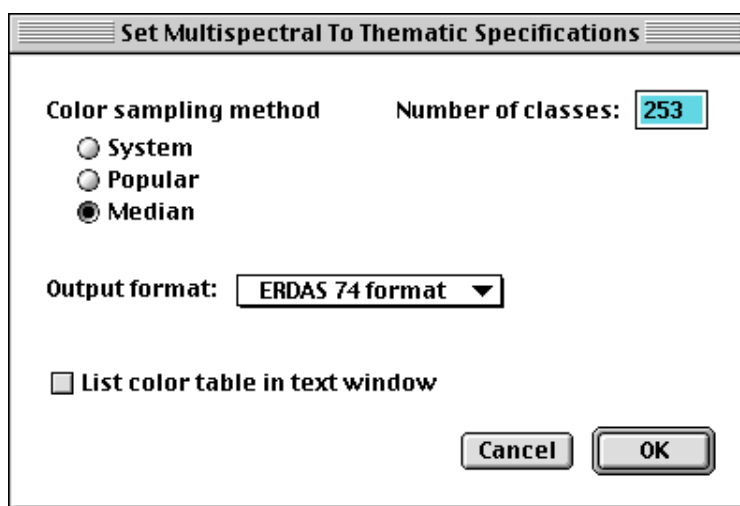 Set Multispectral To Thematic Specifications
Color sampling method Number of classes: 253
System
Popular
Median
Output format: ERDAS 74 format
List color table in text window
Cancel OK